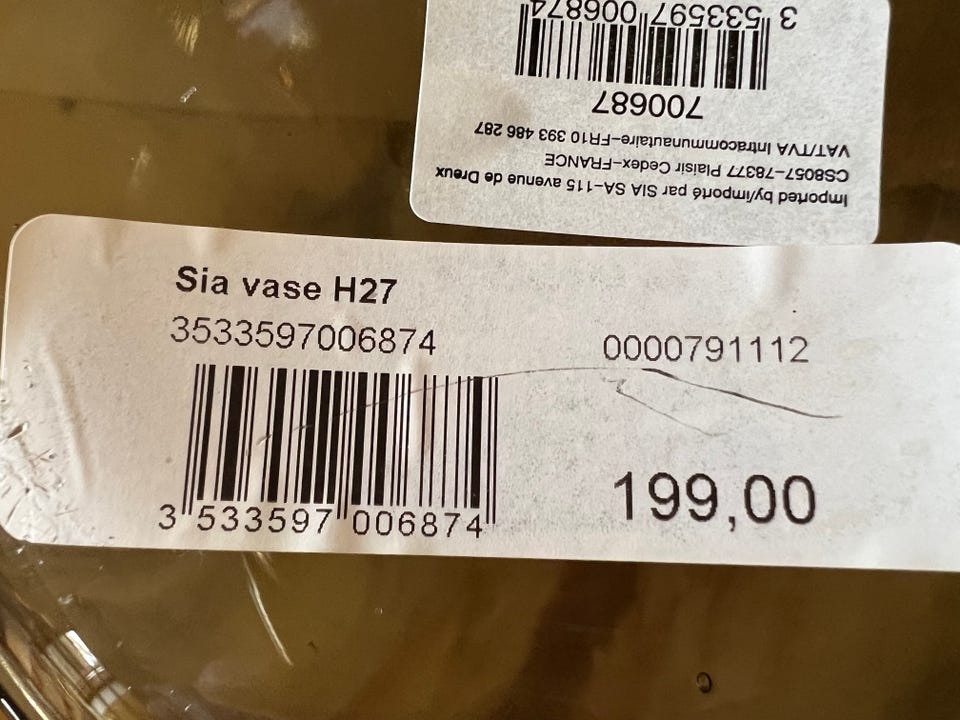 Sia vase H27
3533597006874
0000791112
3 533597 006874
199,00
Imported by/importé par SIA SA-115 avenue de Dreux
CS8057-78377 Plaisir Cedex-FRANCE
VAT/TVA Intracommunautaire-FR10 393 486 287
700687
3 533597 006874